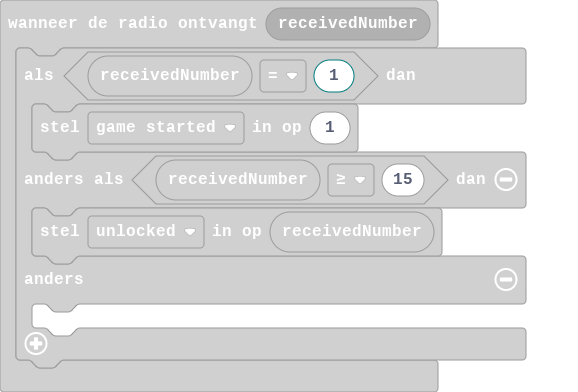 wanneer de radio ontvangt receivedNumber
als receivedNumber = 1 dan
stel game started in op 1
anders als receivedNumber ≥ 15 dan
stel unlocked in op receivedNumber
anders